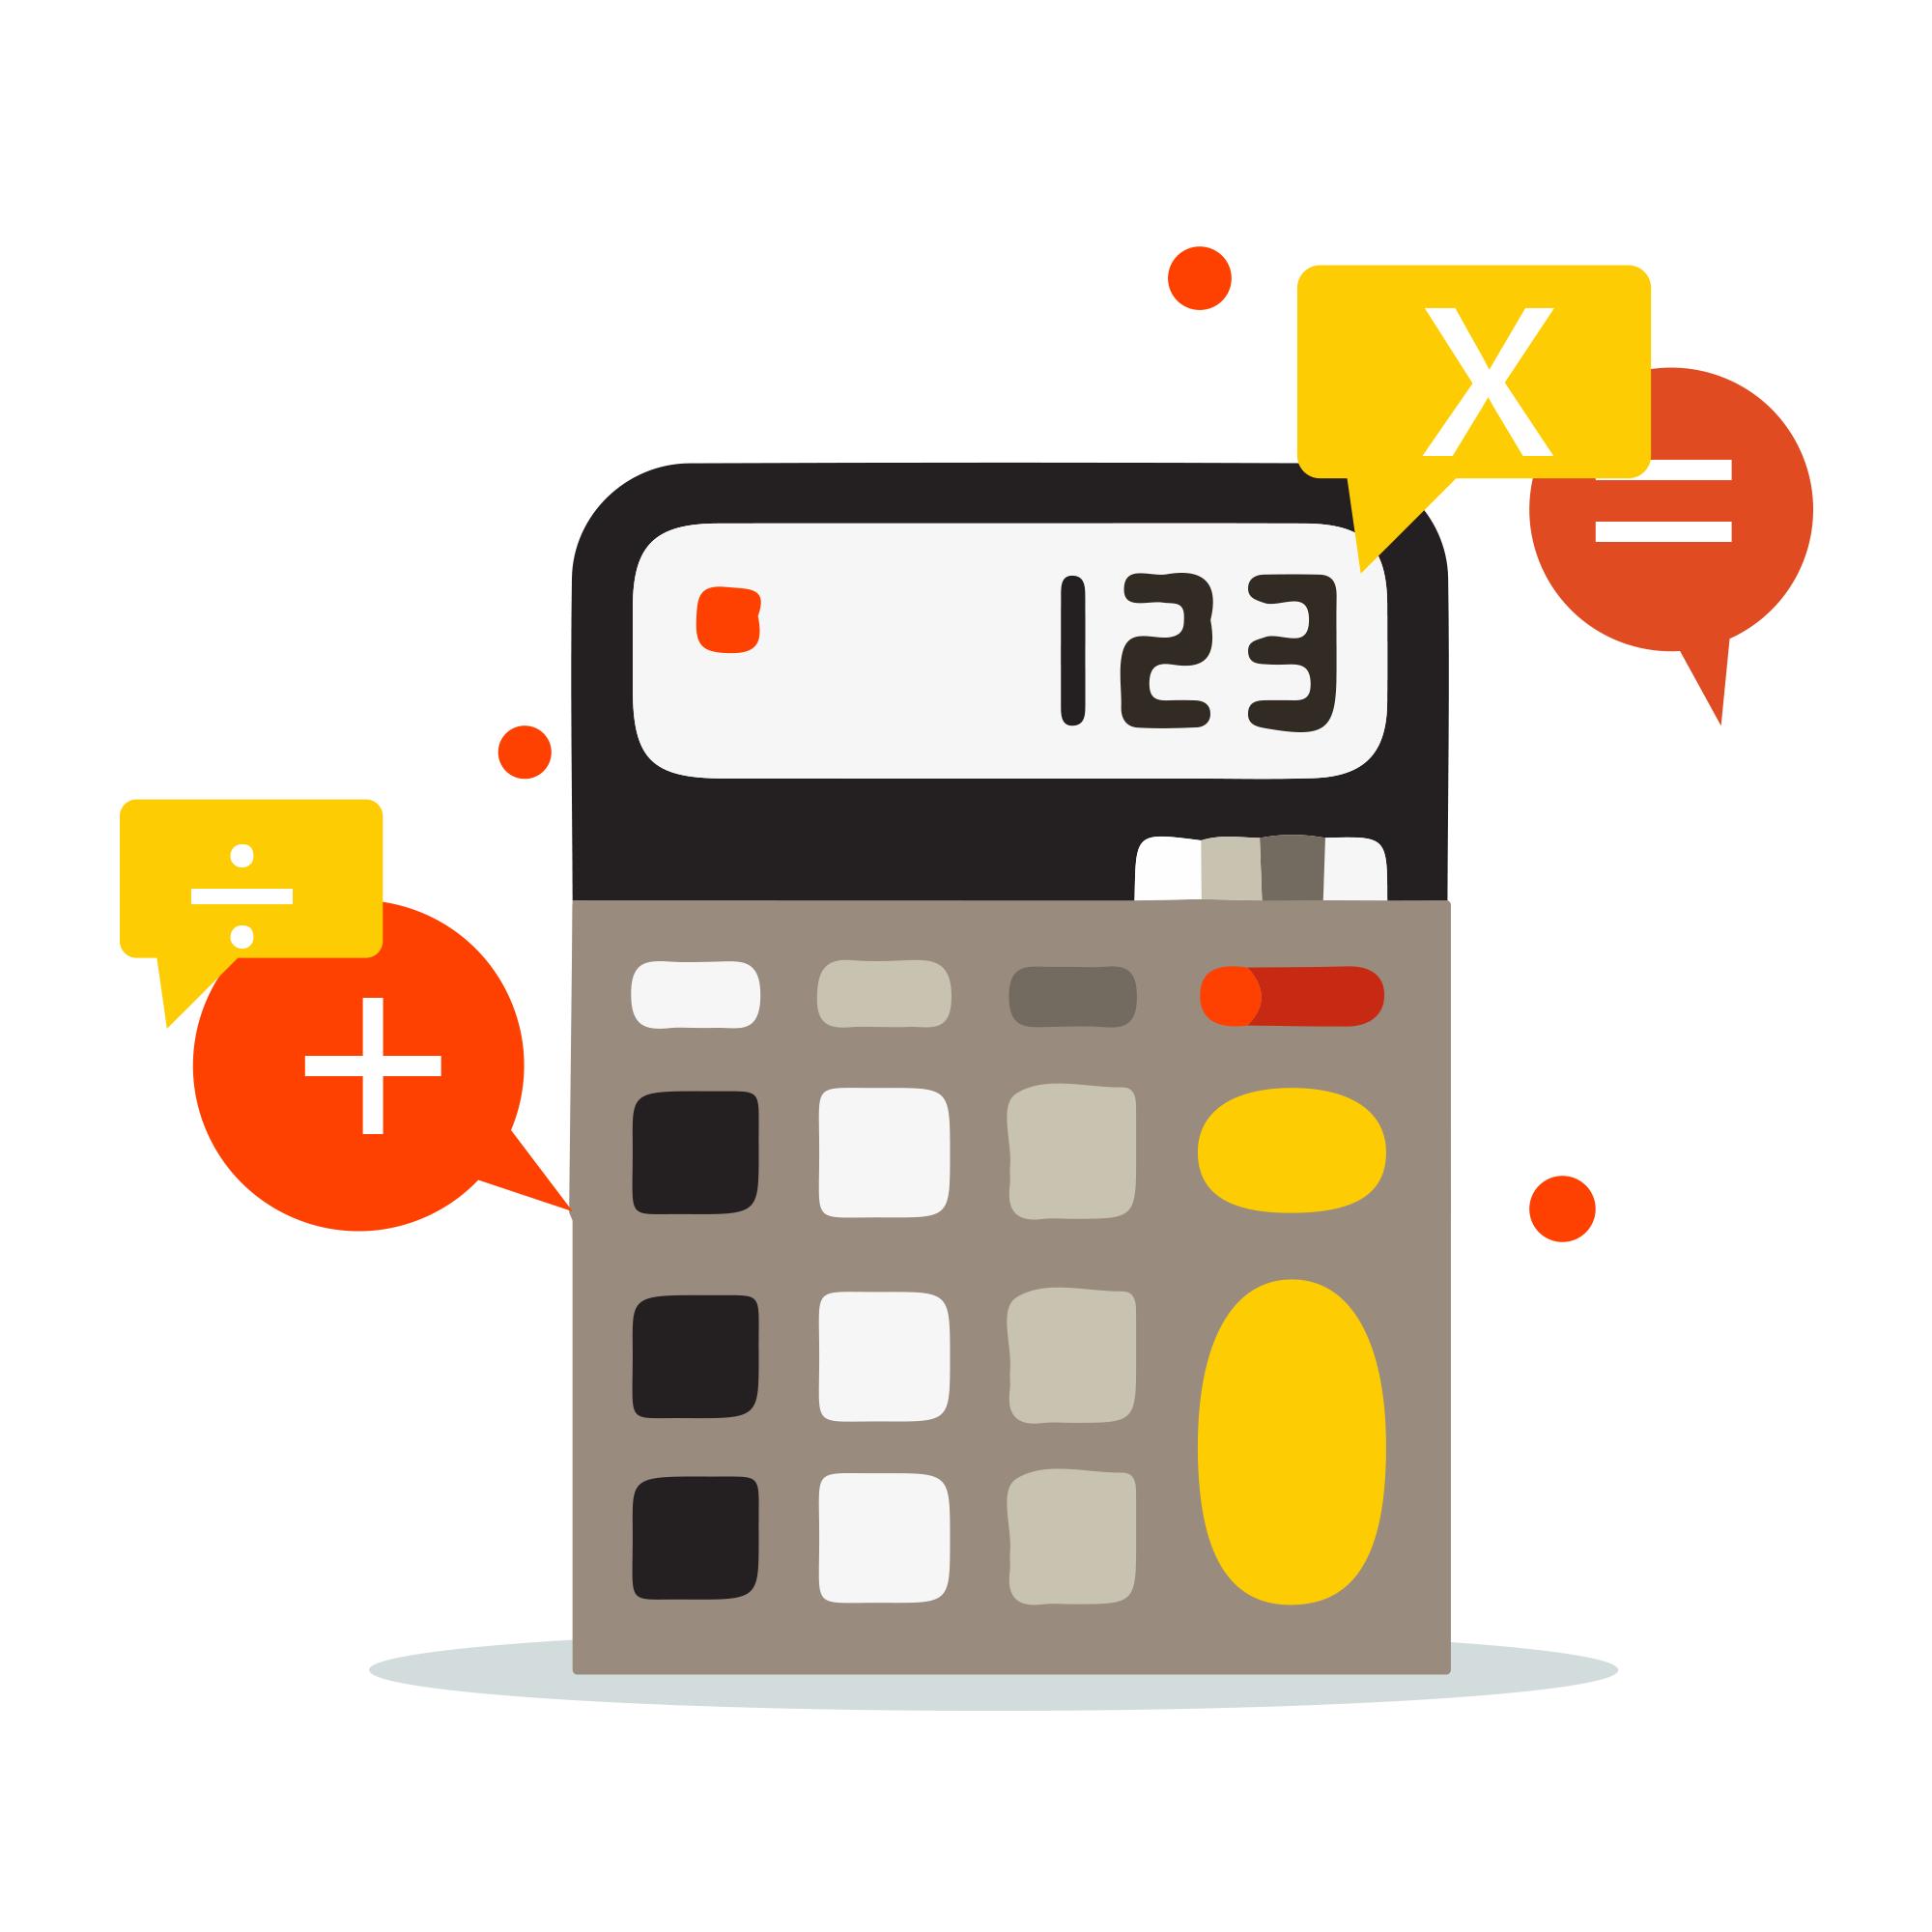 X
=
123
÷
+